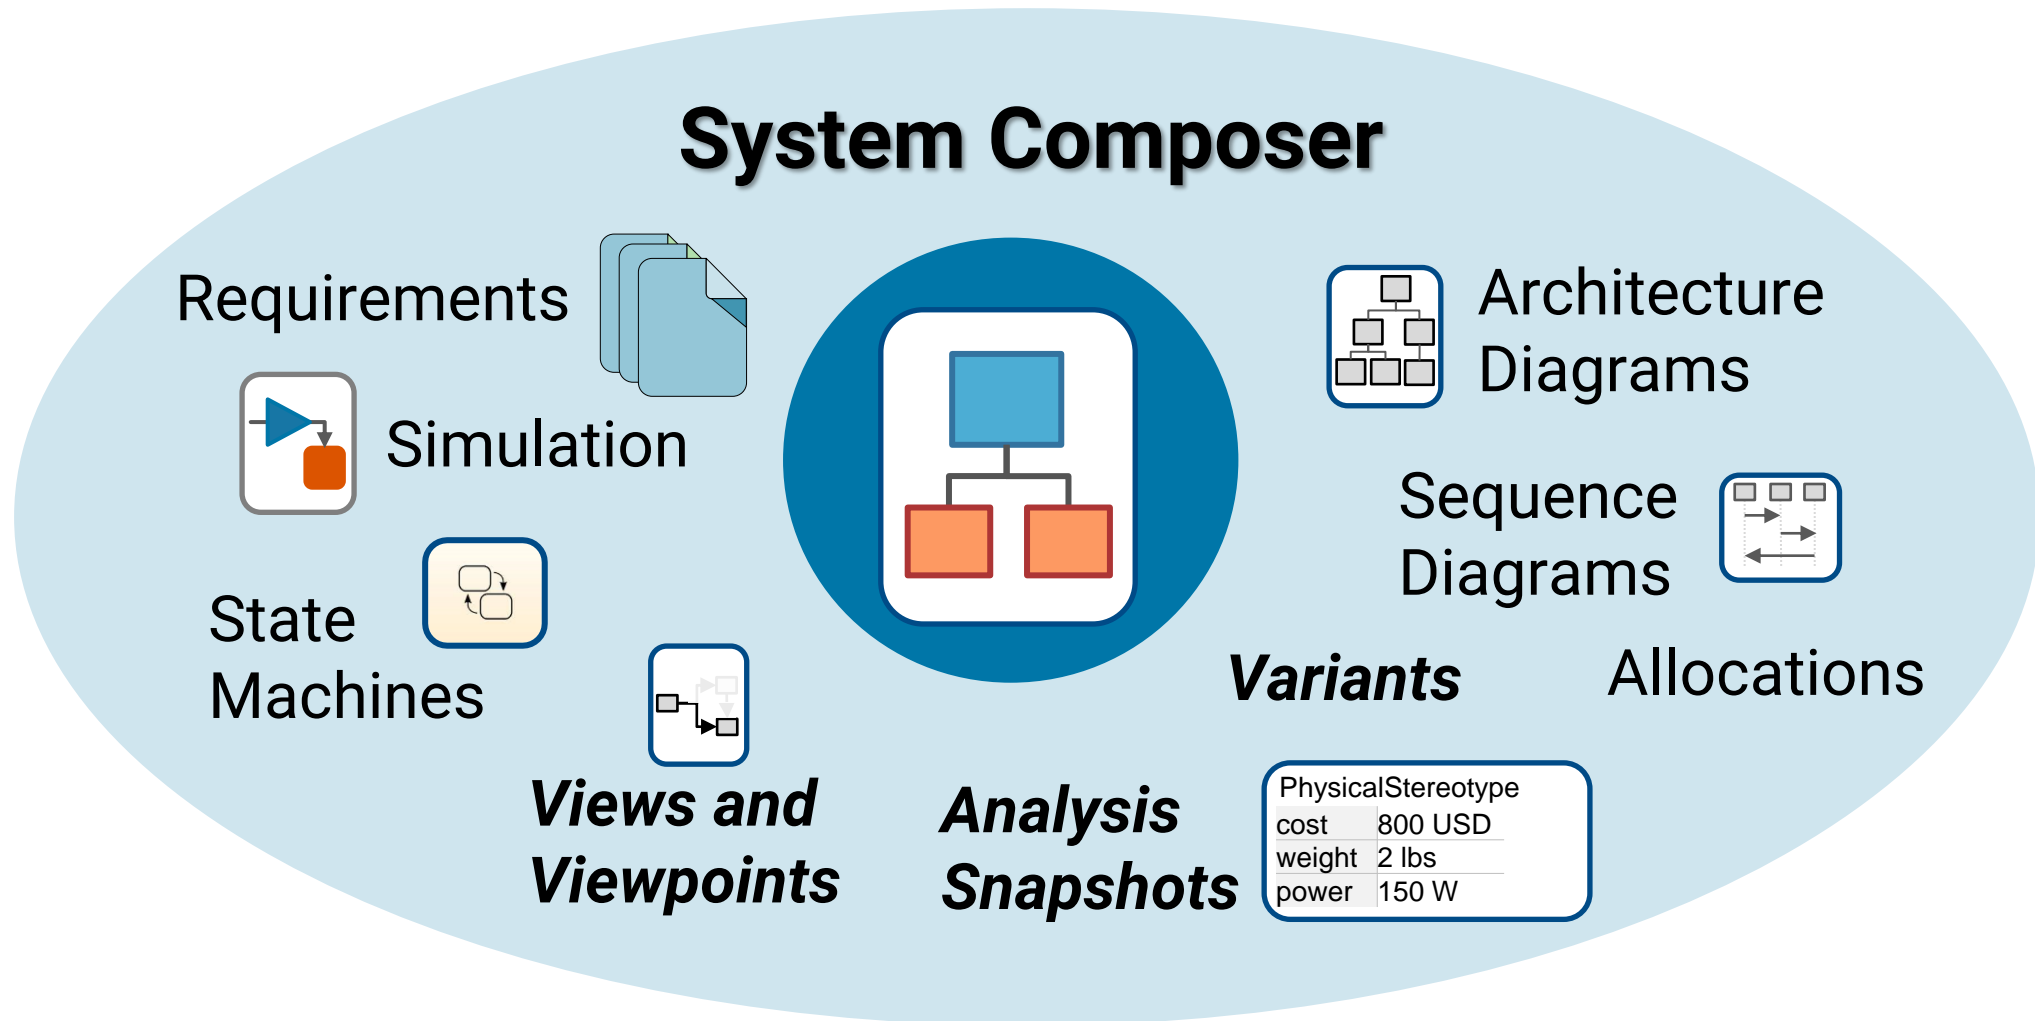 System Composer
Requirements
Simulation
State
Machines
Views and
Viewpoints
Analysis
Snapshots
Architecture
Diagrams
Sequence
Diagrams
Variants
Allocations
PhysicalStereotype
cost 800 USD
weight 2 lbs
power 150 W